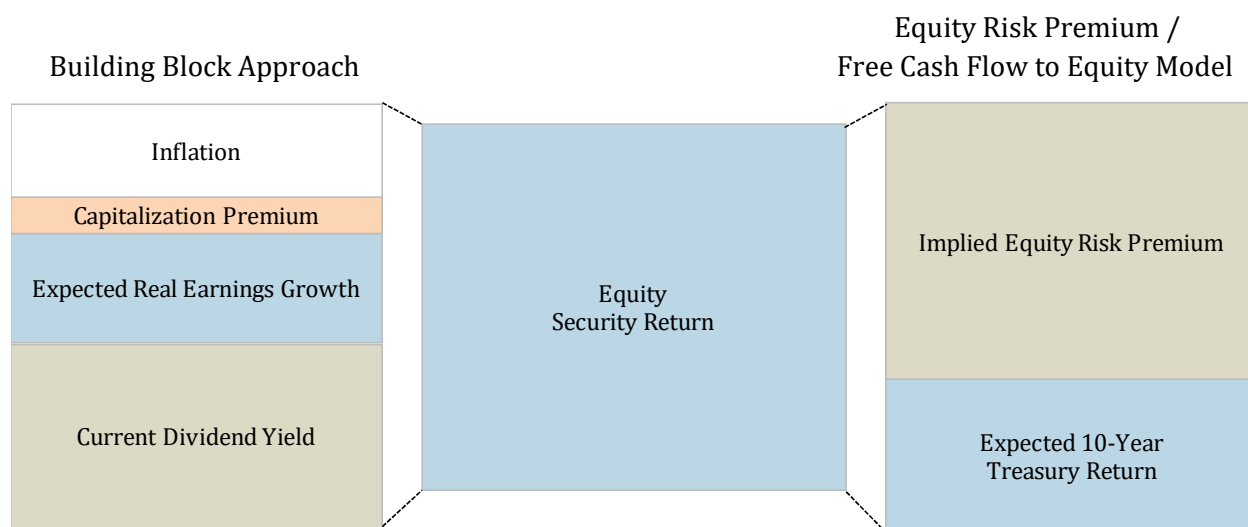 Building Block Approach
Inflation
Capitalization Premium
Expected Real Earnings Growth
Current Dividend Yield
Equity
Security Return
Equity Risk Premium /
Free Cash Flow to Equity Model
Implied Equity Risk Premium
Expected 10-Year
Treasury Return